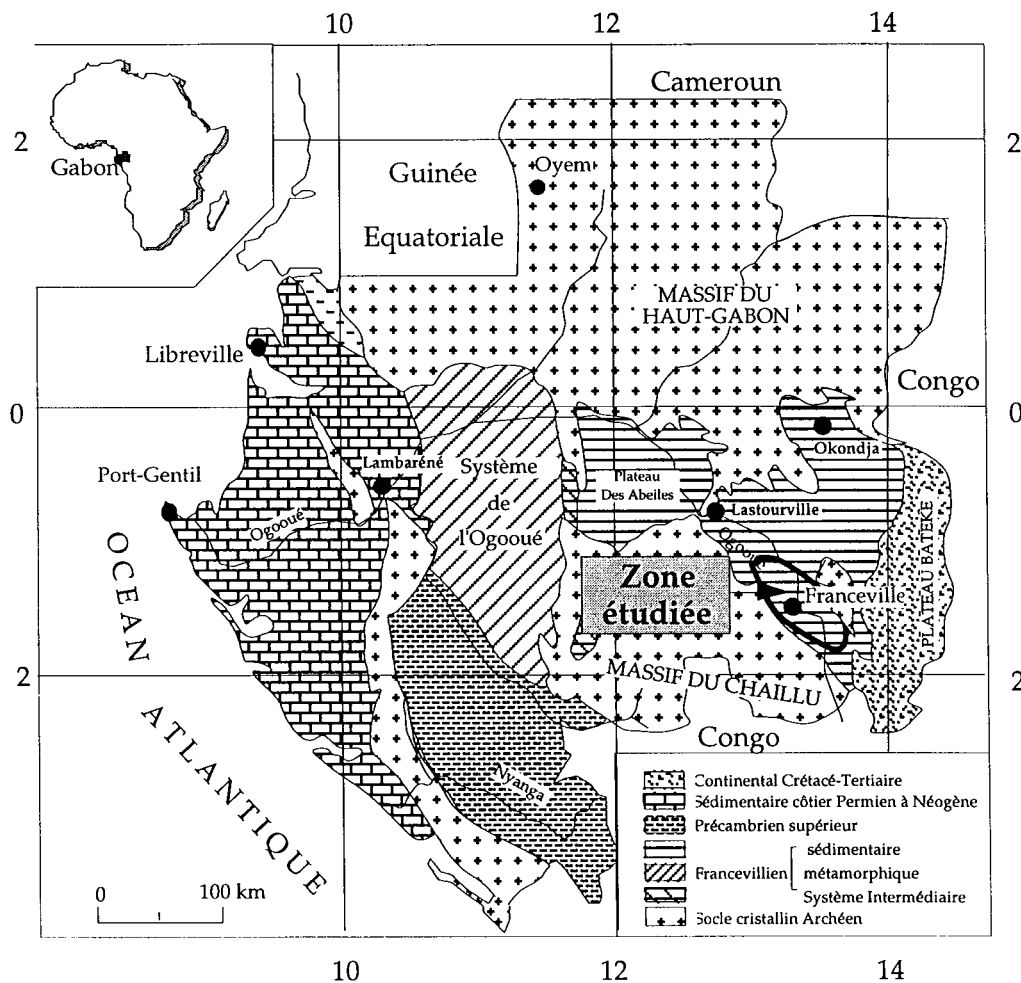 10
12
14
Cameroun
2
2
Gabon
Guinée
Equatoriale
Oyem
MASSIF DU
HAUT-GABON
Libreville
Congo
0
0
Okondja
Port-Gentil
Lambaréné
Système
de
l'Ogooué
Plateau
Des Abeilles
Lastourville
Ogooué
OCEAN
ATLANTIQUE
Zone
étudiée
Franceville
PLATEAU BATEKE
2
2
MASSIF DU CHAILLU
Congo
Nyanga
Continental Crétacé-Tertiaire
Sédimentaire côtier Permien à Néogène
Précambrien supérieur
sédimentaire
Francevillien
métamorphique
Système Intermédiaire
Socle cristallin Archéen
0
100 km
10
12
14